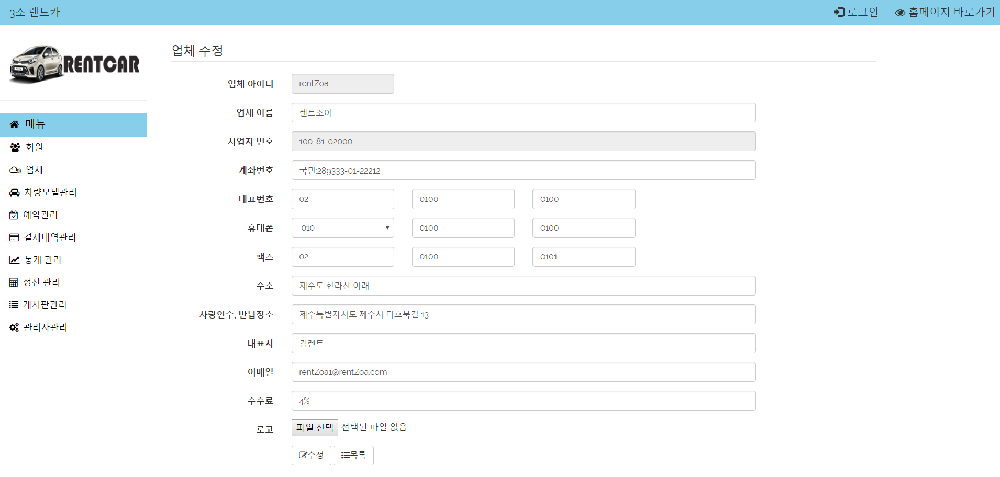 3조 렌트카 로그인 홈페이지 바로가기
RENTCAR
메뉴
회원
업체
차량모델관리
예약관리
결제내역관리
통계 관리
정산 관리
게시판관리
관리자관리
업체 수정
업체 아이디 rentZoa
업체 이름 렌트조아
사업자 번호 100-81-02000
계좌번호 국민:289333-01-22212
대표번호 02 0100 0100
휴대폰 010 0100 0100
팩스 02 0100 0101
주소 제주도 한라산 아래
차량인수, 반납장소 제주특별자치도 제주시 다호북길 13
대표자 김렌트
이메일 rentZoa1@rentZoa.com
수수료 4%
로고 파일 선택 선택된 파일 없음
수정 목록